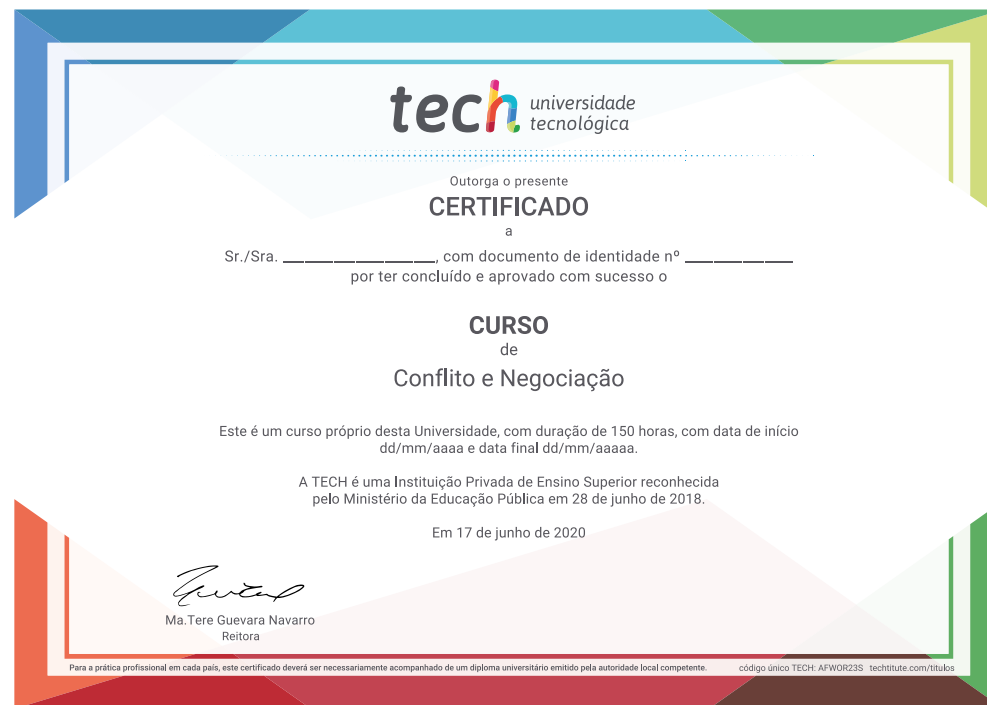 tech universidade
tecnológica
Outorga o presente
CERTIFICADO
a
Sr./Sra. ____________, com documento de identidade nº ____________
por ter concluído e aprovado com sucesso o
CURSO
de
Conflito e Negociação
Este é um curso próprio desta Universidade, com duração de 150 horas, com data de início
dd/mm/aaaa e data final dd/mm/aaaaa.
A TECH é uma Instituição Privada de Ensino Superior reconhecida
pelo Ministério da Educação Pública em 28 de junho de 2018.
Em 17 de junho de 2020
Ma.Tere Guevara Navarro
Reitora
Para a prática profissional em cada país, este certificado deverá ser necessariamente acompanhado de um diploma universitário emitido pela autoridade local competente. código único TECH: AFWOR23S techtitute.com/titulos